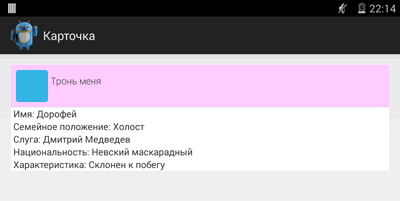 22:14
Карточка
Тронь меня
Имя: Дорофей
Семейное положение: Холост
Слуга: Дмитрий Медведев
Национальность: Невский маскарадный
Характеристика: Склонен к побегу